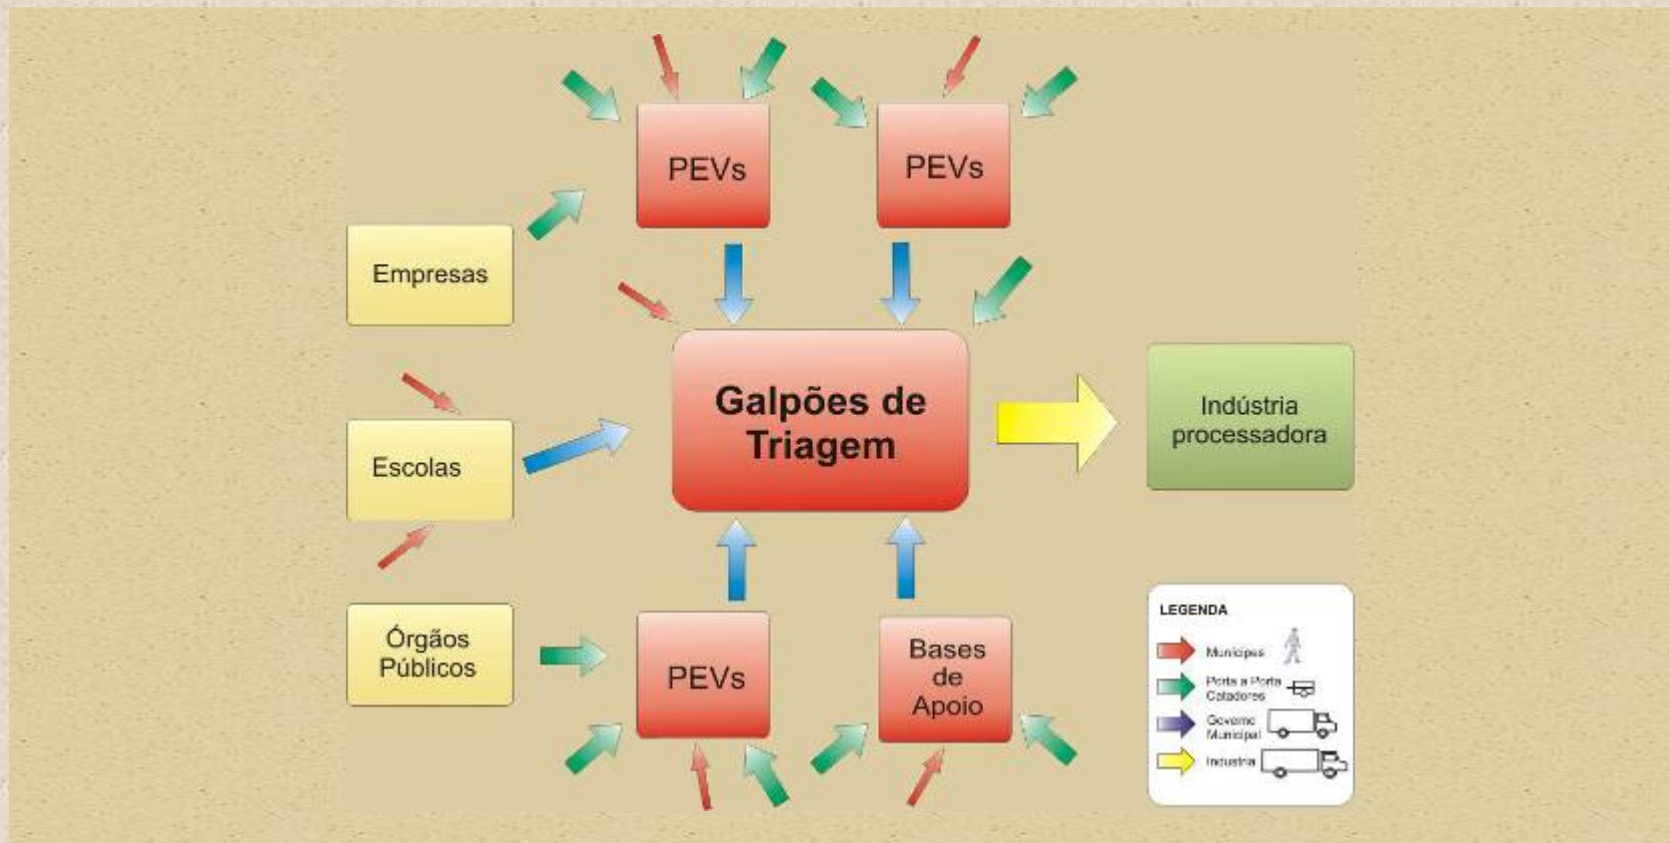 PEVs
PEVs
Empresas
Galpões de
Triagem
Indústria
processadora
Escolas
Órgãos
Públicos
PEVs
Bases
de
Apoio
LEGENDA
Munícipes
Porta a Porta
Catadores
Governo
Municipal
Industria